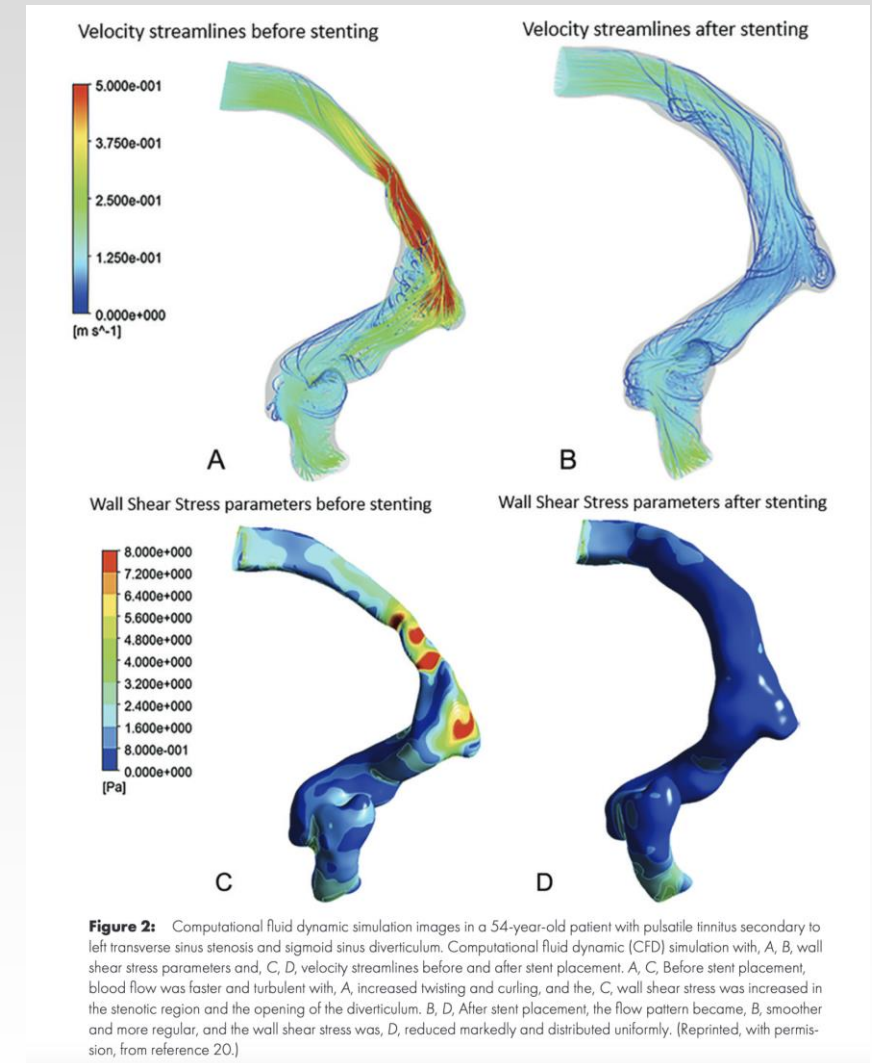 Velocity streamlines before stenting
Velocity streamlines after stenting
5.000e-001
3.750e-001
2.500e-001
1.250e-001
0.000e+000
[m s^-1]
A
B
Wall Shear Stress parameters before stenting
Wall Shear Stress parameters after stenting
8.000e+000
7.200e+000
6.400e+000
5.600e+000
4.800e+000
4.000e+000
3.200e+000
2.400e+000
1.600e+000
8.000e-001
0.000e+000
[Pa]
C
D
Figure 2: Computational fluid dynamic simulation images in a 54-year-old patient with pulsatile tinnitus secondary to
left transverse sinus stenosis and sigmoid sinus diverticulum. Computational fluid dynamic (CFD) simulation with, A, B, wall
shear stress parameters and, C, D, velocity streamlines before and after stent placement. A, C, Before stent placement,
blood flow was faster and turbulent with, A, increased twisting and curling, and the, C, wall shear stress was increased in
the stenotic region and the opening of the diverticulum. B, D, After stent placement, the flow pattern became, B, smoother
and more regular, and the wall shear stress was, D, reduced markedly and distributed uniformly. (Reprinted, with permis-
sion, from reference 20.)